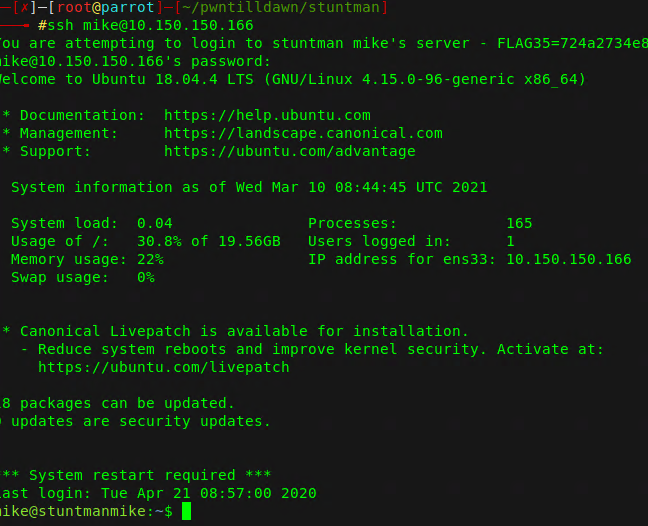 ─[✗]─[root@parrot]─[~/pwntilldawn/stuntman]
#ssh mike@10.150.150.166
You are attempting to login to stuntman mike's server - FLAG35=724a2734e8
mike@10.150.150.166's password:
Welcome to Ubuntu 18.04.4 LTS (GNU/Linux 4.15.0-96-generic x86_64)
* Documentation:  https://help.ubuntu.com
* Management:     https://landscape.canonical.com
* Support:        https://ubuntu.com/advantage
System information as of Wed Mar 10 08:44:45 UTC 2021
System load:  0.04               Processes:             165
Usage of /:   30.8% of 19.56GB   Users logged in:       1
Memory usage: 22%                IP address for ens33: 10.150.150.166
Swap usage:   0%
* Canonical Livepatch is available for installation.
- Reduce system reboots and improve kernel security. Activate at:
https://ubuntu.com/livepatch
18 packages can be updated.
0 updates are security updates.
*** System restart required ***
Last login: Tue Apr 21 08:57:00 2020
mike@stuntmanmike:~$